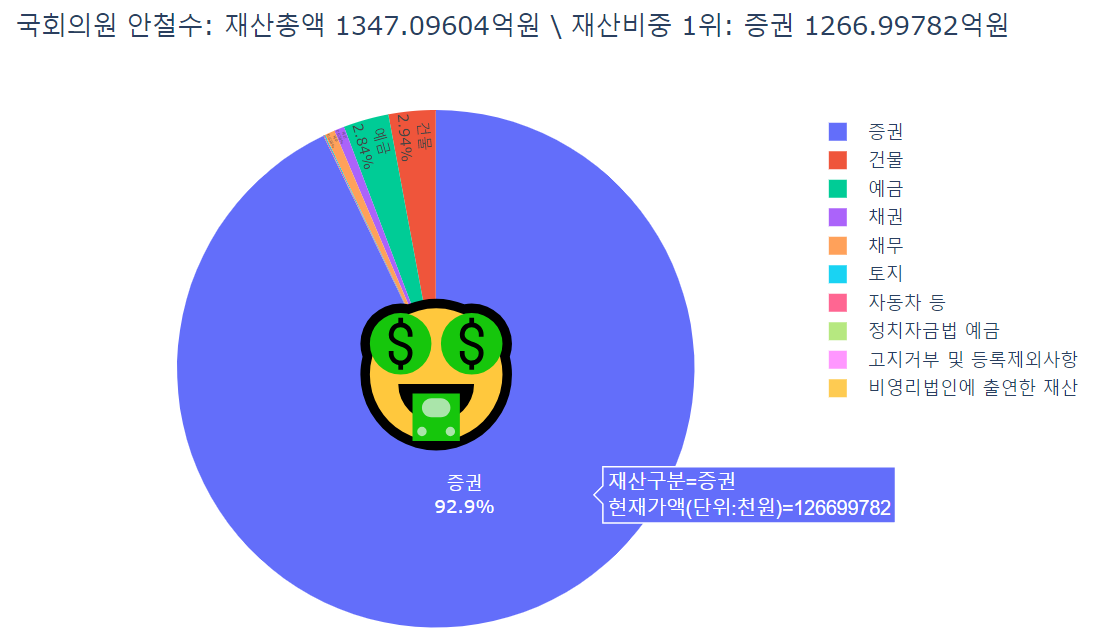 국회의원 안철수: 재산총액 1347.09604억원 \ 재산비중 1위: 증권 1266.99782억원
건물
2.94%
예금
2.84%
증권
92.9%
재산구분=증권
현재가액(단위:천원)=126699782
증권
건물
예금
채권
채무
토지
자동차 등
정치자금법 예금
고지거부 및 등록제외사항
비영리법인에 출연한 재산
$ $